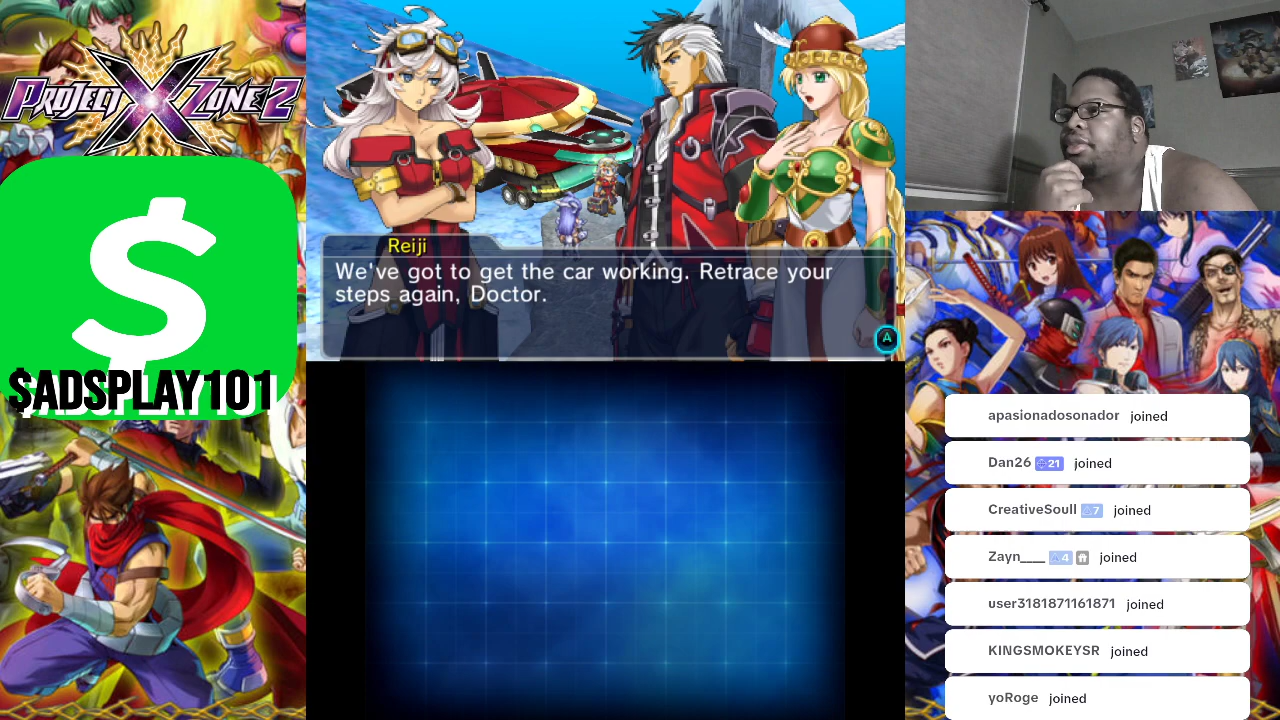 PROJECT X ZONE 2
$
$ADSPLAY101
Reiji
We've got to get the car working. Retrace your
steps again, Doctor.
A
apasionadosonador joined
Dan26 21 joined
CreativeSoull 7 joined
Zayn____ 4 joined
user3181871161871 joined
KINGSMOKEYSR joined
yoRoge joined